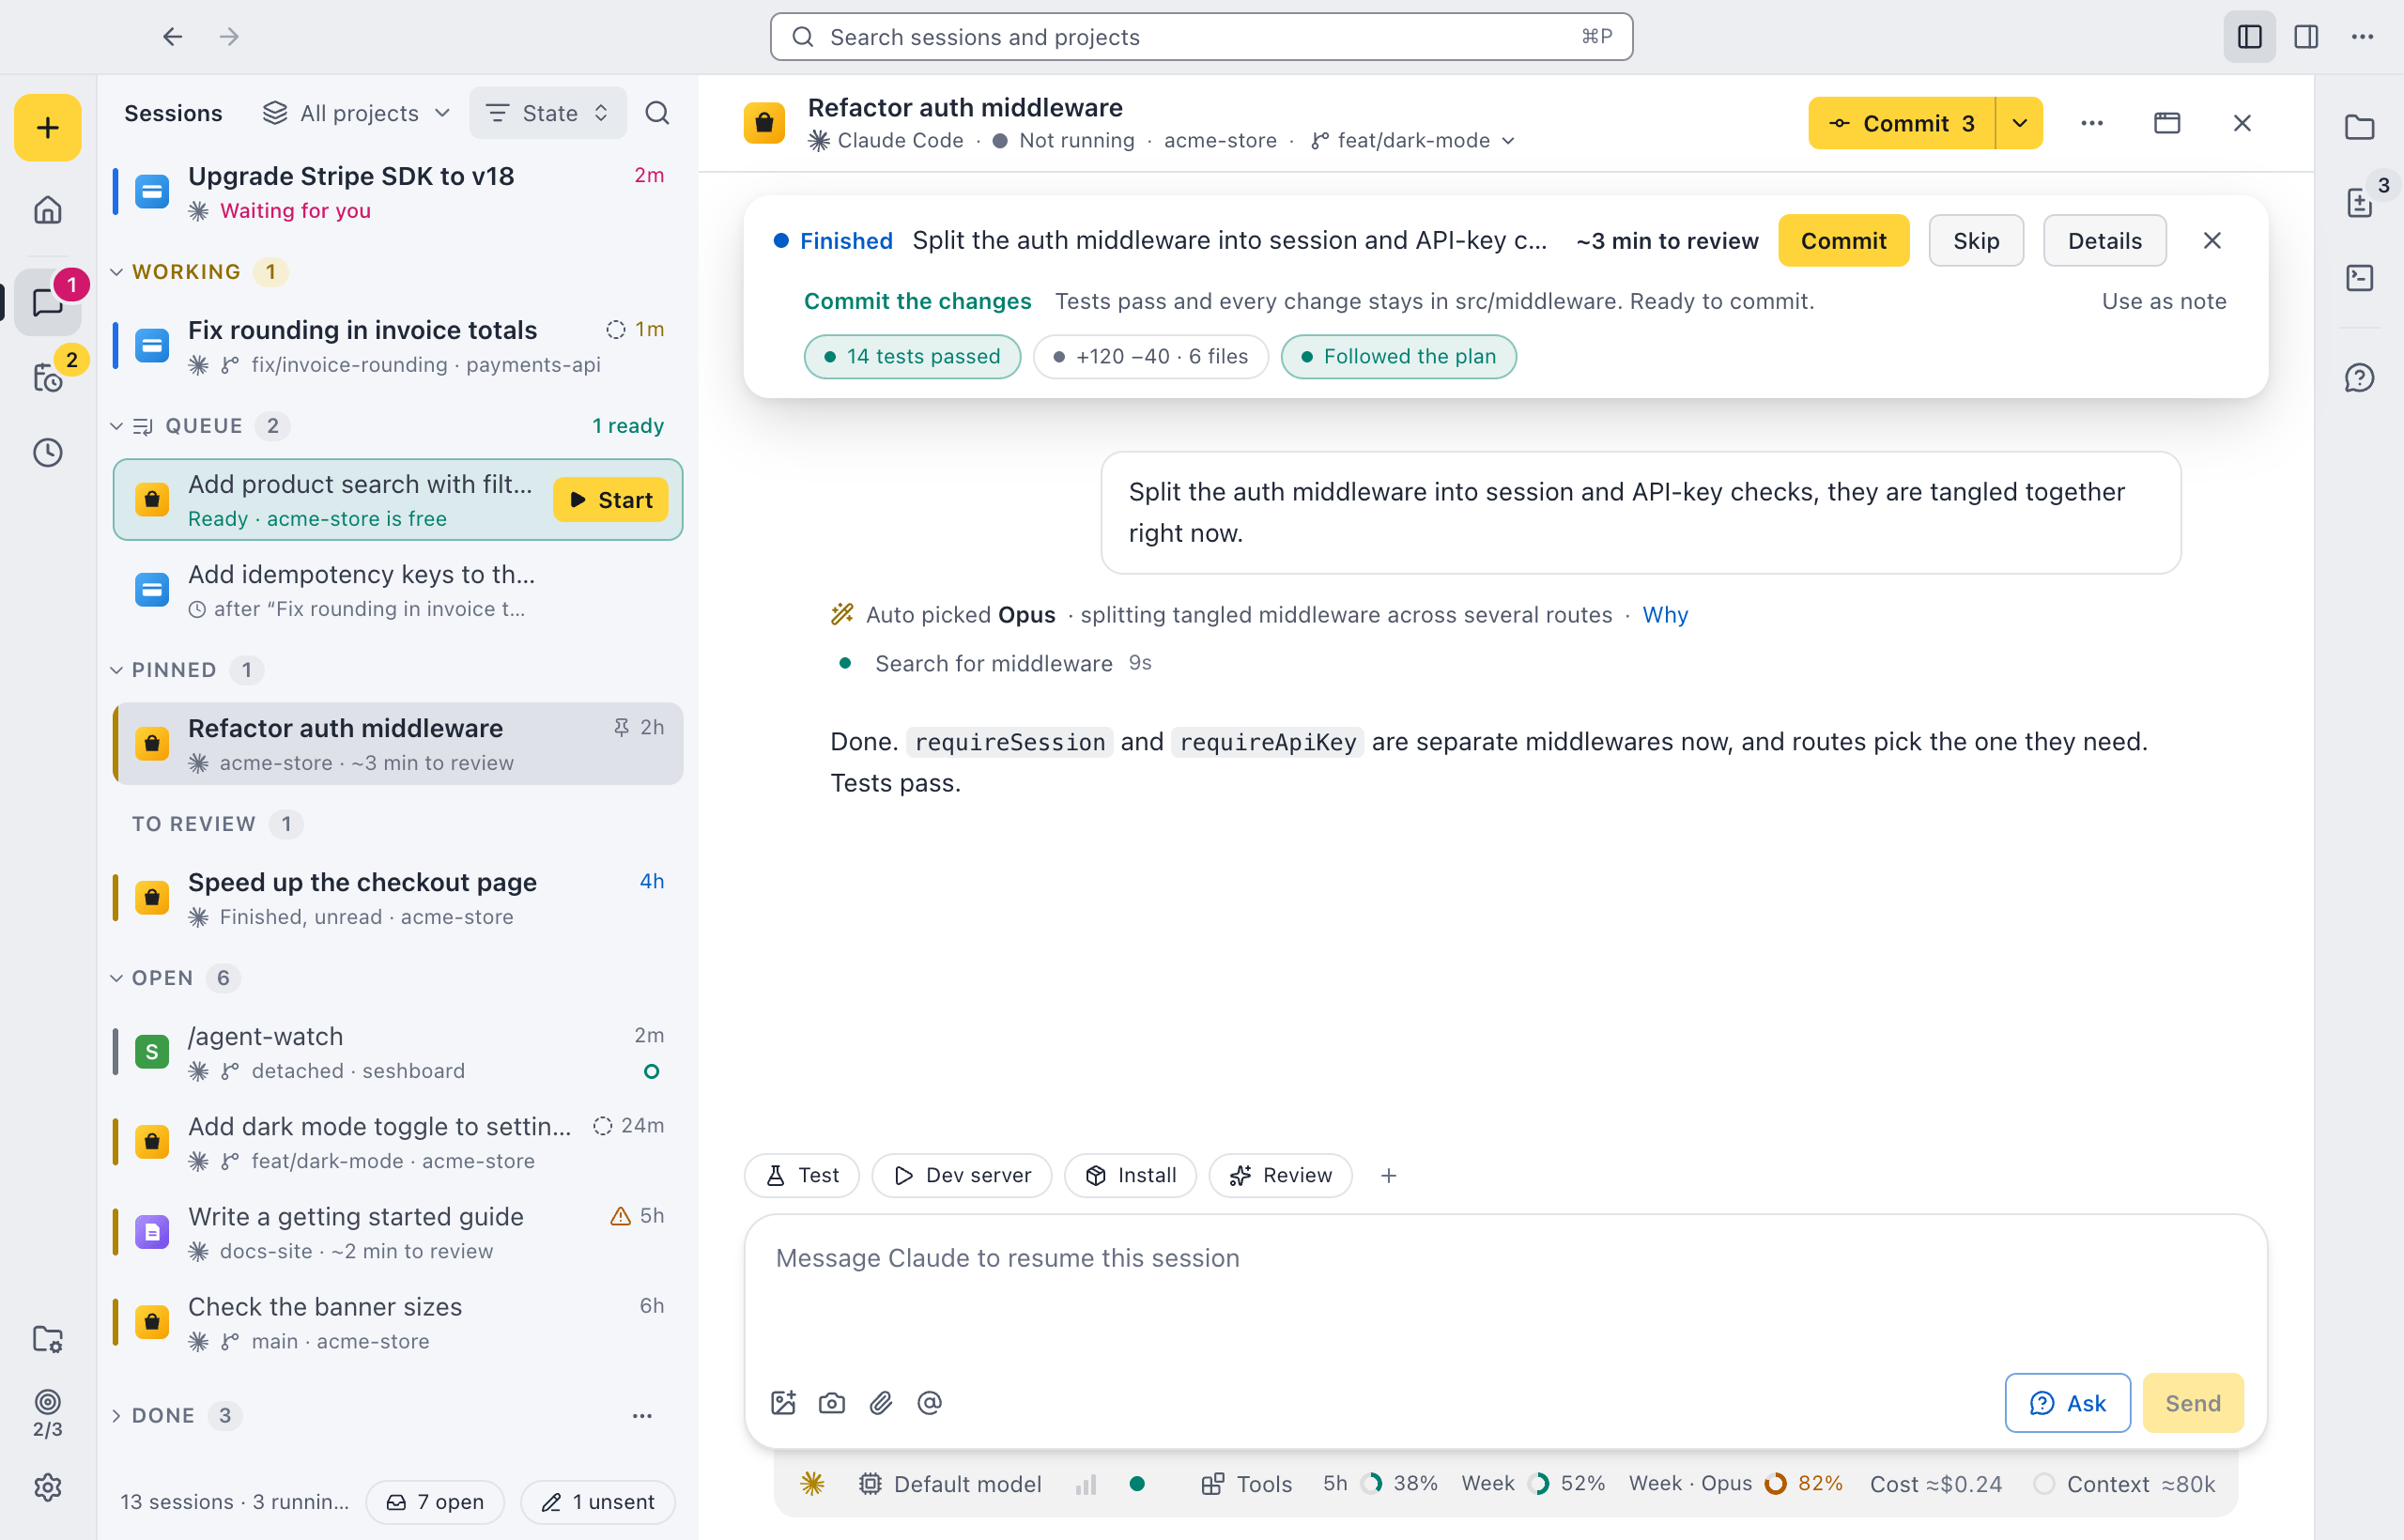 Search sessions and projects ⌘P
Sessions All projects State
Upgrade Stripe SDK to v18 2m
Waiting for you
WORKING 1
Fix rounding in invoice totals 1m
fix/invoice-rounding · payments-api
QUEUE 2 1 ready
Add product search with filt... Start
Ready · acme-store is free
Add idempotency keys to th...
after “Fix rounding in invoice t...
PINNED 1
Refactor auth middleware 2h
acme-store · ~3 min to review
TO REVIEW 1
Speed up the checkout page 4h
Finished, unread · acme-store
OPEN 6
/agent-watch 2m
S
detached · seshboard
Add dark mode toggle to settin... 24m
feat/dark-mode · acme-store
Write a getting started guide 5h
docs-site · ~2 min to review
Check the banner sizes 6h
main · acme-store
DONE 3
13 sessions · 3 runnin... 7 open 1 unsent
1
2
2/3
Refactor auth middleware
Claude Code · Not running · acme-store · feat/dark-mode
Commit 3
3
Finished Split the auth middleware into session and API-key c... ~3 min to review Commit Skip Details
Commit the changes Tests pass and every change stays in src/middleware. Ready to commit. Use as note
14 tests passed +120 −40 · 6 files Followed the plan
Split the auth middleware into session and API-key checks, they are tangled together
right now.
Auto picked Opus · splitting tangled middleware across several routes · Why
Search for middleware 9s
Done. requireSession and requireApiKey are separate middlewares now, and routes pick the one they need.
Tests pass.
Test Dev server Install Review
Message Claude to resume this session
Ask Send
Default model Tools 5h 38% Week 52% Week · Opus 82% Cost ≈$0.24 Context ≈80k